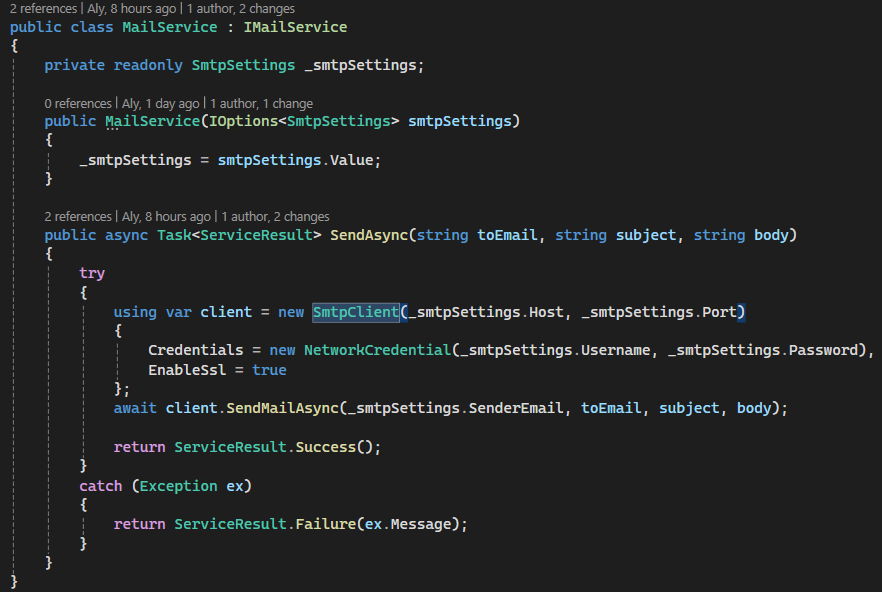 2 references | Aly, 8 hours ago | 1 author, 2 changes
public class MailService : IMailService
{
    private readonly SmtpSettings _smtpSettings;
    0 references | Aly, 1 day ago | 1 author, 1 change
    public MailService(IOptions<SmtpSettings> smtpSettings)
    {
        _smtpSettings = smtpSettings.Value;
    }
    2 references | Aly, 8 hours ago | 1 author, 2 changes
    public async Task<ServiceResult> SendAsync(string toEmail, string subject, string body)
    {
        try
        {
            using var client = new SmtpClient(_smtpSettings.Host, _smtpSettings.Port)
            {
                Credentials = new NetworkCredential(_smtpSettings.Username, _smtpSettings.Password),
                EnableSsl = true
            };
            await client.SendMailAsync(_smtpSettings.SenderEmail, toEmail, subject, body);
            return ServiceResult.Success();
        }
        catch (Exception ex)
        {
            return ServiceResult.Failure(ex.Message);
        }
    }
}